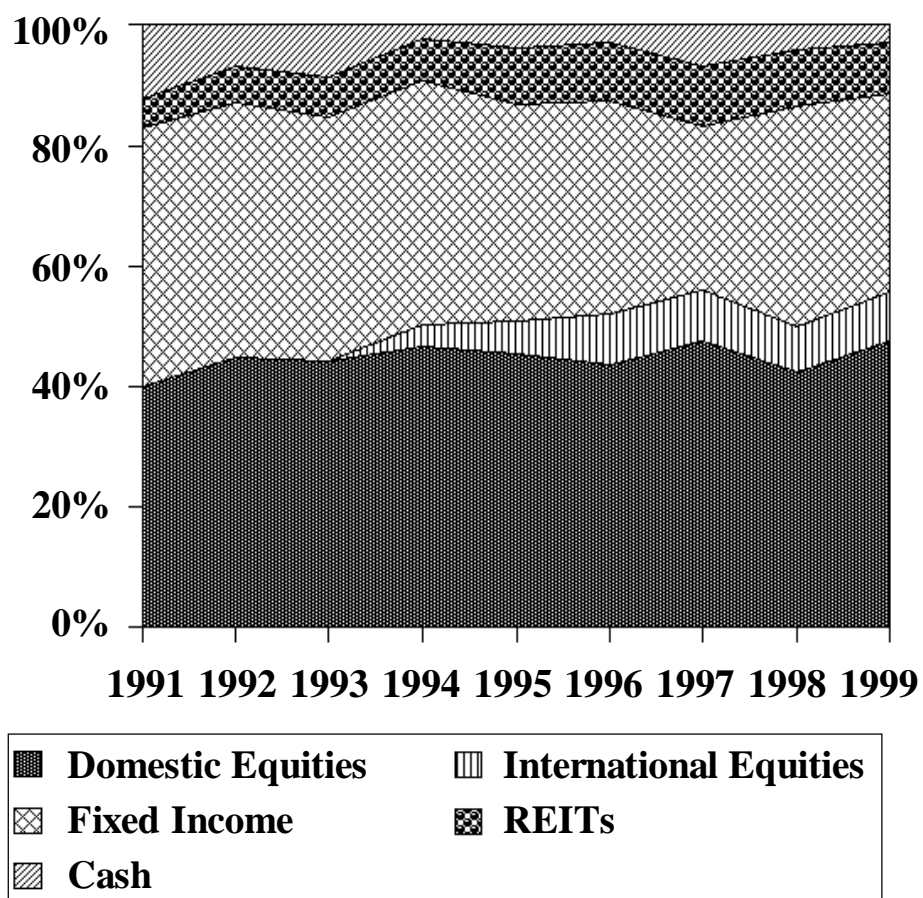 100%
80%
60%
40%
20%
0%
1991 1992 1993 1994 1995 1996 1997 1998 1999
Domestic Equities International Equities
Fixed Income REITs
Cash